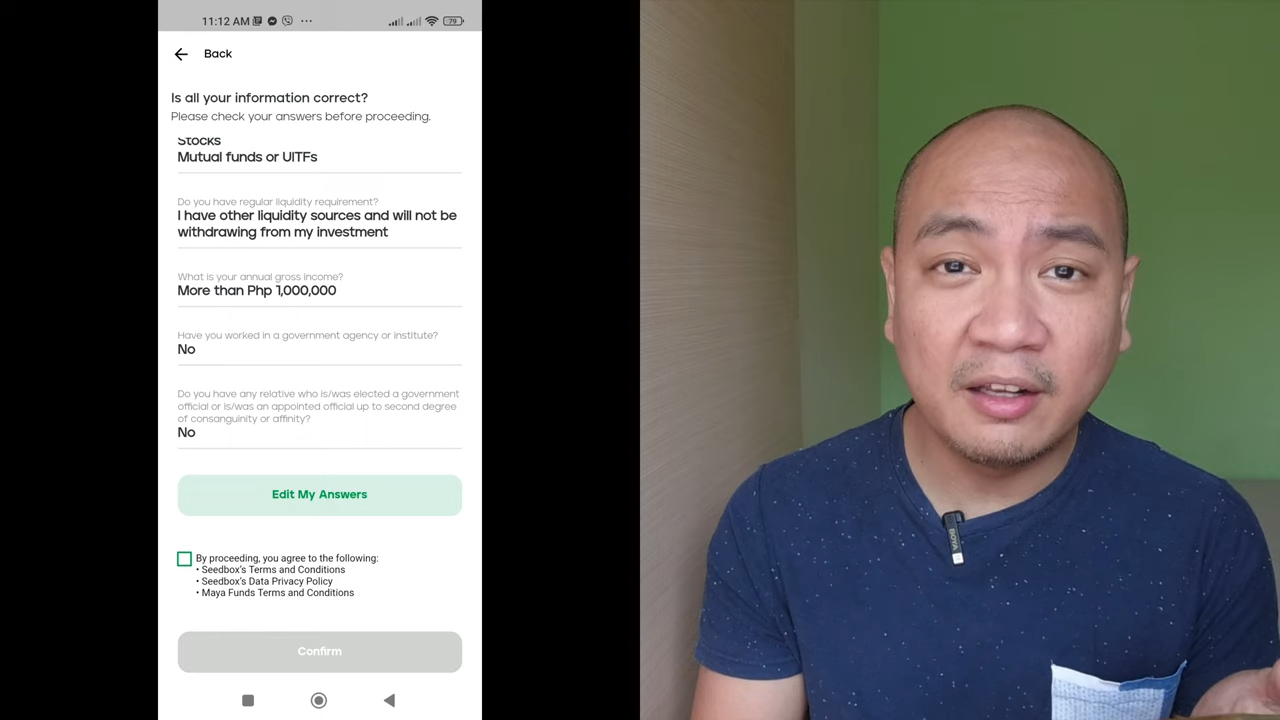 11:12 AM
79
Back
Is all your information correct?
Please check your answers before proceeding.
Stocks
Mutual funds or UITFs
Do you have regular liquidity requirement?
I have other liquidity sources and will not be
withdrawing from my investment
What is your annual gross income?
More than Php 1,000,000
Have you worked in a government agency or institute?
No
Do you have any relative who is/was elected a government
official or is/was an appointed official up to second degree
of consanguinity or affinity?
No
Edit My Answers
By proceeding, you agree to the following:
• Seedbox's Terms and Conditions
• Seedbox's Data Privacy Policy
• Maya Funds Terms and Conditions
Confirm
BOYA